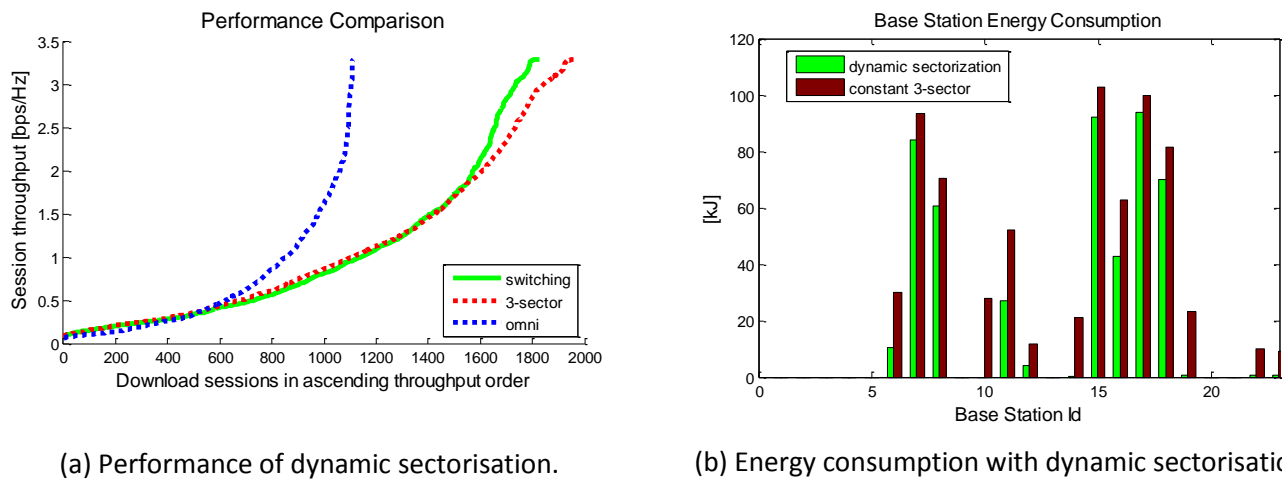 Performance Comparison
3.5
3
2.5
2
1.5
1
0.5
0
Session throughput [bps/Hz]
switching
3-sector
omni
0 200 400 600 800 1000 1200 1400 1600 1800 2000
Download sessions in ascending throughput order
(a) Performance of dynamic sectorisation.
Base Station Energy Consumption
120
100
80
60
40
20
0
[kJ]
dynamic sectorization
constant 3-sector
0 5 10 15 20
Base Station Id
(b) Energy consumption with dynamic sectorisatio